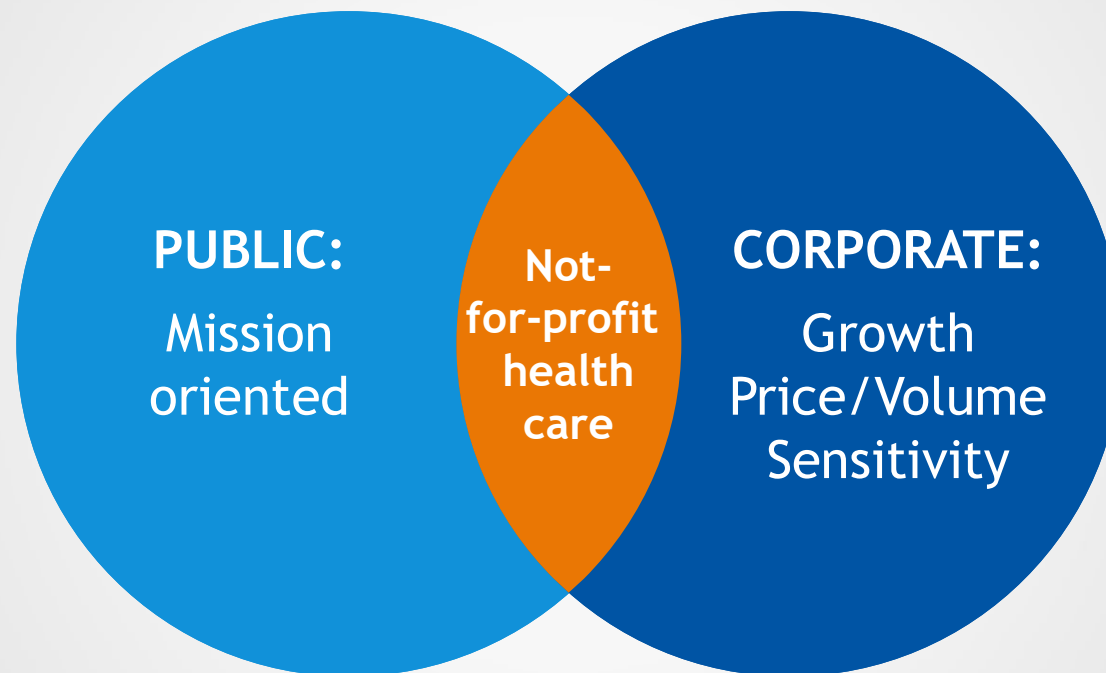 PUBLIC:
Mission
oriented
Not-
for-profit
health
care
CORPORATE:
Growth
Price/Volume
Sensitivity